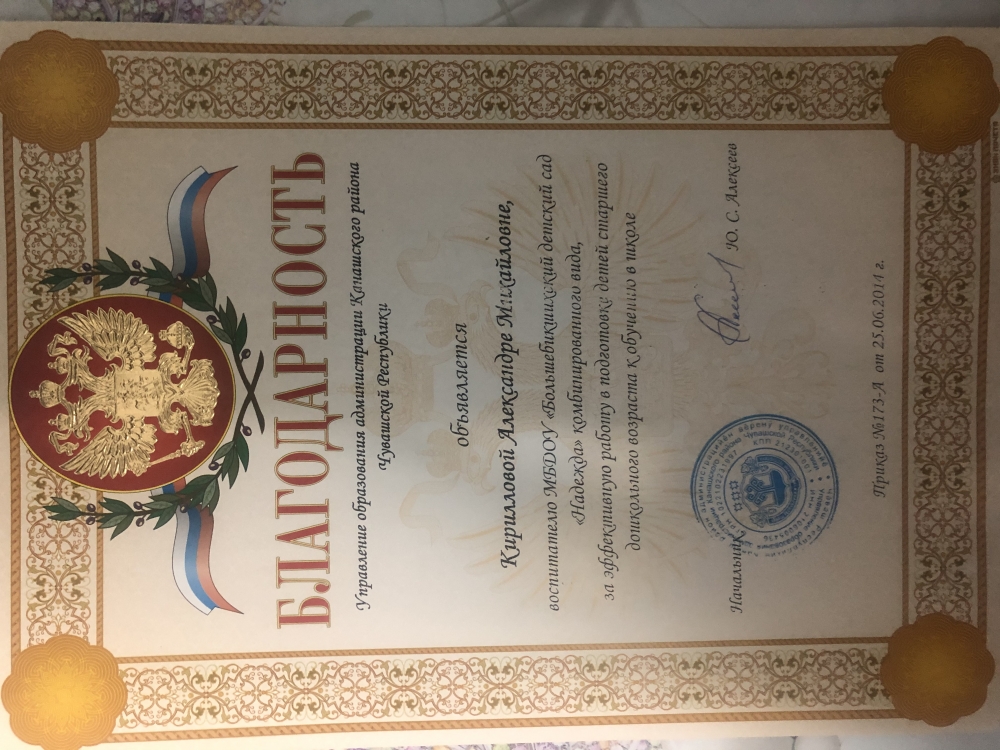 БЛАГОДАРНОСТЬ
Управление образования администрации Канашского района
Чувашской Республики
объявляется
Кирилловой Александре Михайловне,
воспитателю МБДОУ «Большебикшихский детский сад
«Надежда» комбинированного вида,
за эффективную работу в подготовке детей старшего
дошкольного возраста к обучению в школе
Начальник
Ю. С. Алексеев
Приказ №173-А от 25.06.2014 г.